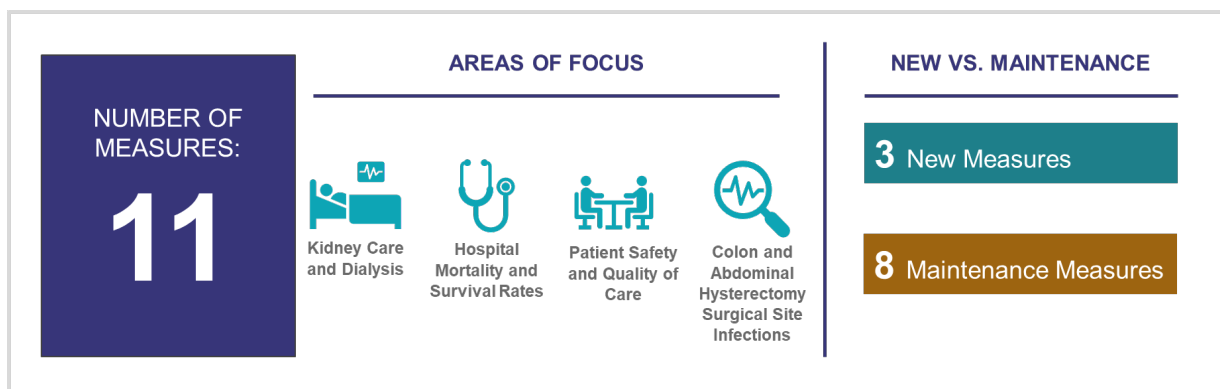 NUMBER OF
MEASURES:
11
AREAS OF FOCUS
Kidney Care
and Dialysis
Hospital
Mortality and
Survival Rates
Patient Safety
and Quality of
Care
Colon and
Abdominal
Hysterectomy
Surgical Site
Infections
NEW VS. MAINTENANCE
3 New Measures
8 Maintenance Measures